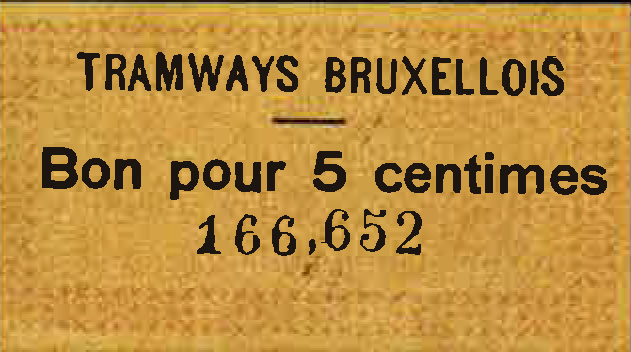 TRAMWAYS BRUXELLOIS
Bon pour 5 centimes
166,652